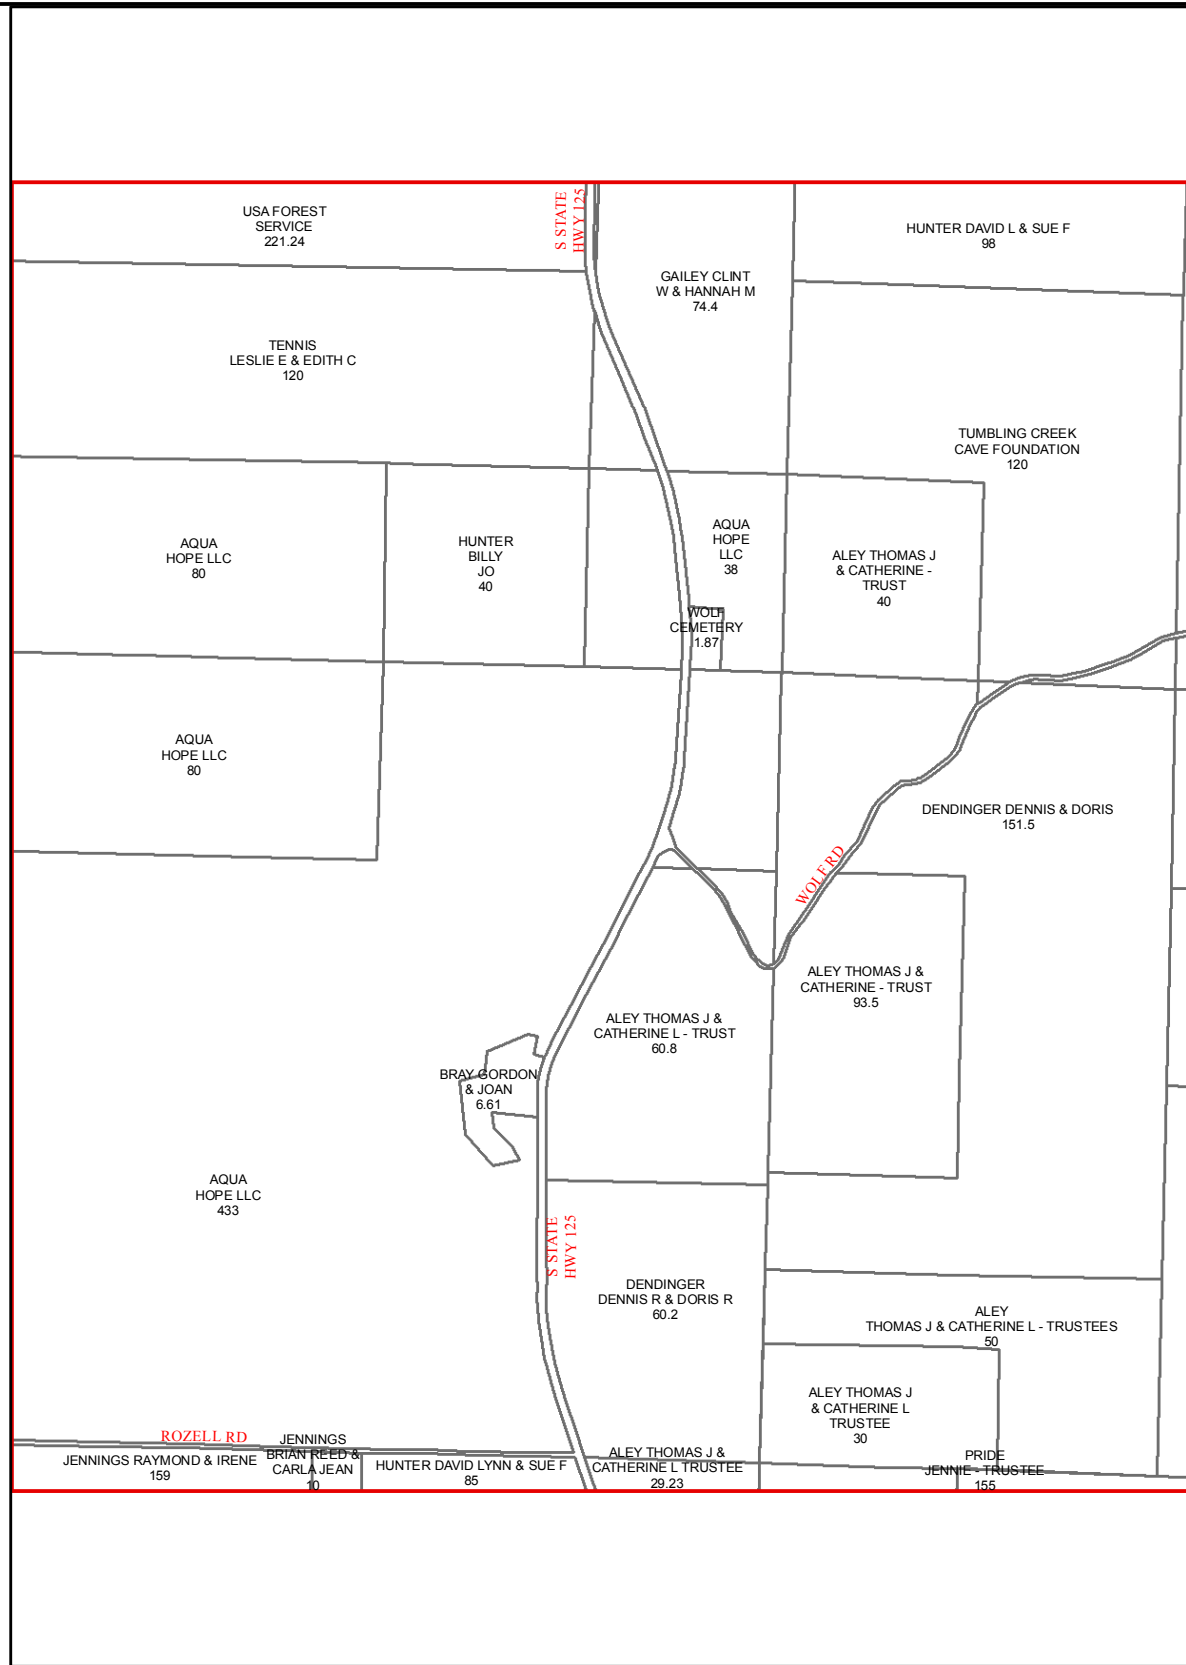 USA FOREST
SERVICE
221.24
S STATE
HWY 125
HUNTER DAVID L & SUE F
98
GAILEY CLINT
W & HANNAH M
74.4
TENNIS
LESLIE E & EDITH C
120
TUMBLING CREEK
CAVE FOUNDATION
120
AQUA
HOPE LLC
80
HUNTER
BILLY
JO
40
AQUA
HOPE
LLC
38
ALEY THOMAS J
& CATHERINE -
TRUST
40
WOLF
CEMETERY
1.87
AQUA
HOPE LLC
80
DENDINGER DENNIS & DORIS
151.5
WOLF RD
ALEY THOMAS J &
CATHERINE - TRUST
93.5
ALEY THOMAS J &
CATHERINE L - TRUST
60.8
BRAY GORDON
& JOAN
6.61
AQUA
HOPE LLC
433
S STATE
HWY 125
DENDINGER
DENNIS R & DORIS R
60.2
ALEY
THOMAS J & CATHERINE L - TRUSTEES
50
ALEY THOMAS J
& CATHERINE L
TRUSTEE
30
ROZELL RD
JENNINGS RAYMOND & IRENE
159
JENNINGS
BRIAN REED &
CARLA JEAN
10
HUNTER DAVID LYNN & SUE F
85
ALEY THOMAS J &
CATHERINE L TRUSTEE
29.23
PRIDE
JENNIE - TRUSTEE
155